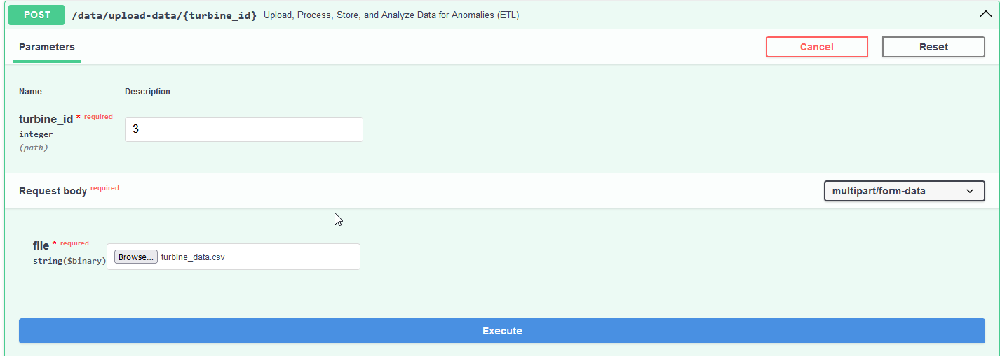 POST /data/upload-data/{turbine_id} Upload, Process, Store, and Analyze Data for Anomalies (ETL)
Parameters Cancel Reset
Name Description
turbine_id * required 3
integer
(path)
Request body required multipart/form-data
file * required
string($binary) Browse... turbine_data.csv
Execute